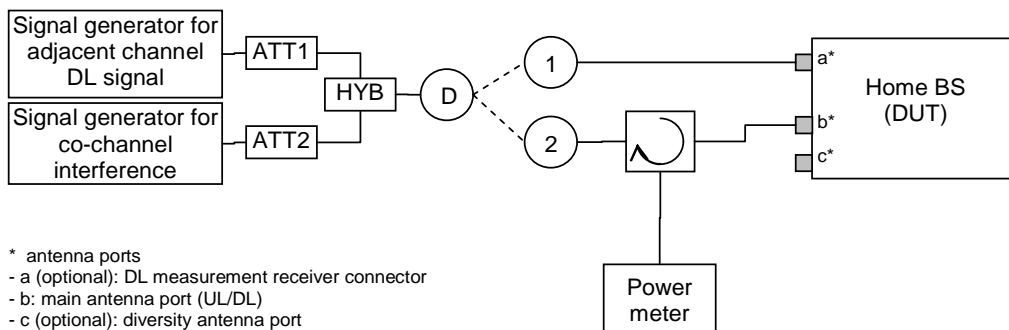 Signal generator for
adjacent channel
DL signal
ATT1
HYB
D
1
2
a*
b*
c*
Home BS
(DUT)
Signal generator for
co-channel
interference
ATT2
Power
meter
* antenna ports
- a (optional): DL measurement receiver connector
- b: main antenna port (UL/DL)
- c (optional): diversity antenna port